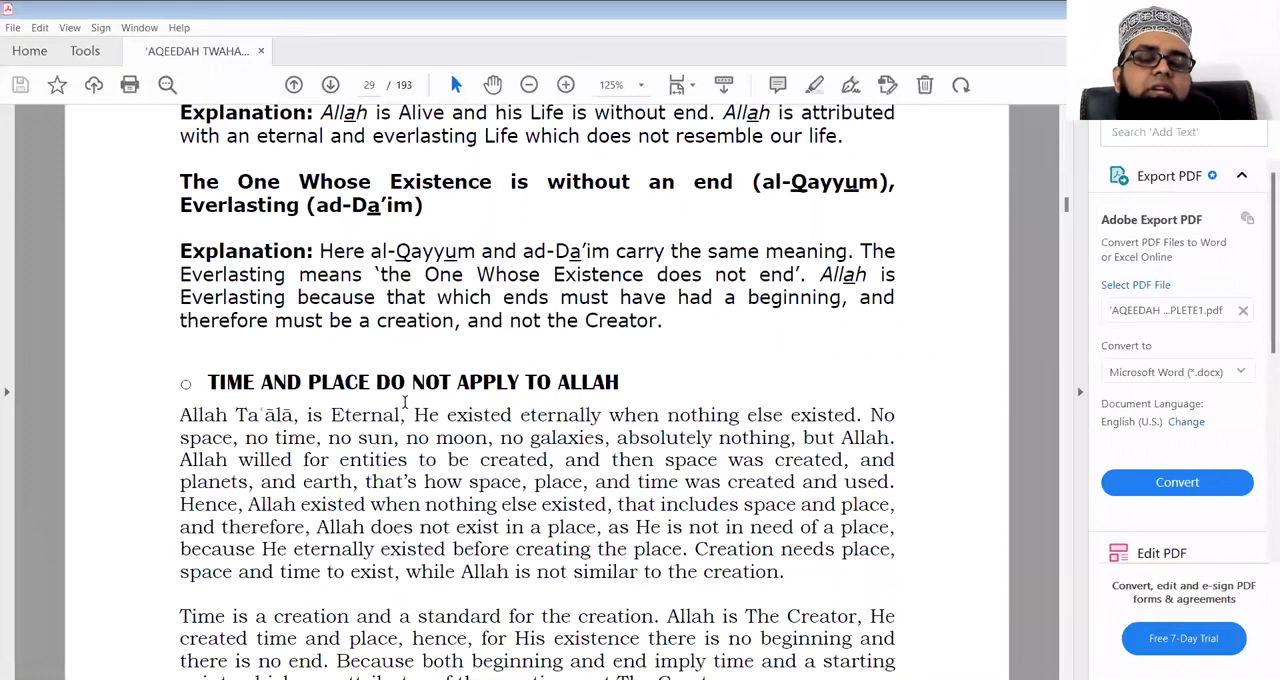 File Edit View Sign Window Help
Home Tools 'AQEEDAH TWAHA... ×
29 / 193 125%
Explanation: Allah is Alive and his Life is without end. Allah is attributed
with an eternal and everlasting Life which does not resemble our life.
The One Whose Existence is without an end (al-Qayyum),
Everlasting (ad-Da'im)
Explanation: Here al-Qayyum and ad-Da'im carry the same meaning. The
Everlasting means 'the One Whose Existence does not end'. Allah is
Everlasting because that which ends must have had a beginning, and
therefore must be a creation, and not the Creator.
○ TIME AND PLACE DO NOT APPLY TO ALLAH
Allah Taʿālā, is Eternal, He existed eternally when nothing else existed. No
space, no time, no sun, no moon, no galaxies, absolutely nothing, but Allah.
Allah willed for entities to be created, and then space was created, and
planets, and earth, that's how space, place, and time was created and used.
Hence, Allah existed when nothing else existed, that includes space and place,
and therefore, Allah does not exist in a place, as He is not in need of a place,
because He eternally existed before creating the place. Creation needs place,
space and time to exist, while Allah is not similar to the creation.
Time is a creation and a standard for the creation. Allah is The Creator, He
created time and place, hence, for His existence there is no beginning and
there is no end. Because both beginning and end imply time and a starting
Search 'Add Text'
Export PDF
Adobe Export PDF
Convert PDF Files to Word
or Excel Online
Select PDF File
'AQEEDAH ...PLETE1.pdf
Convert to
Microsoft Word (*.docx)
Document Language:
English (U.S.) Change
Convert
Edit PDF
Convert, edit and e-sign PDF
forms & agreements
Free 7-Day Trial